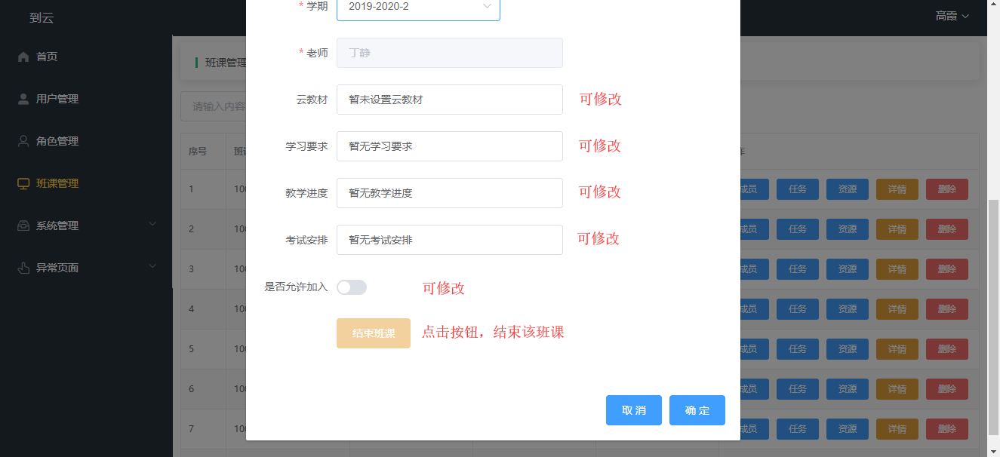 到云
高霞
首页
用户管理
角色管理
班课管理
系统管理
异常页面
班课管理
请输入内容
序号
1 100 成员 任务 资源 详情 删除
2 100 成员 任务 资源 详情 删除
3 100 成员 任务 资源 详情 删除
4 100 成员 任务 资源 详情 删除
5 100 成员 任务 资源 详情 删除
6 100 成员 任务 资源 详情 删除
7 100 成员 任务 资源 详情 删除
* 学期 2019-2020-2
* 老师 丁静
云教材 暂未设置云教材 可修改
学习要求 暂无学习要求 可修改
教学进度 暂无教学进度 可修改
考试安排 暂无考试安排 可修改
是否允许加入 可修改
结束班课 点击按钮，结束该班课
取 消 确 定